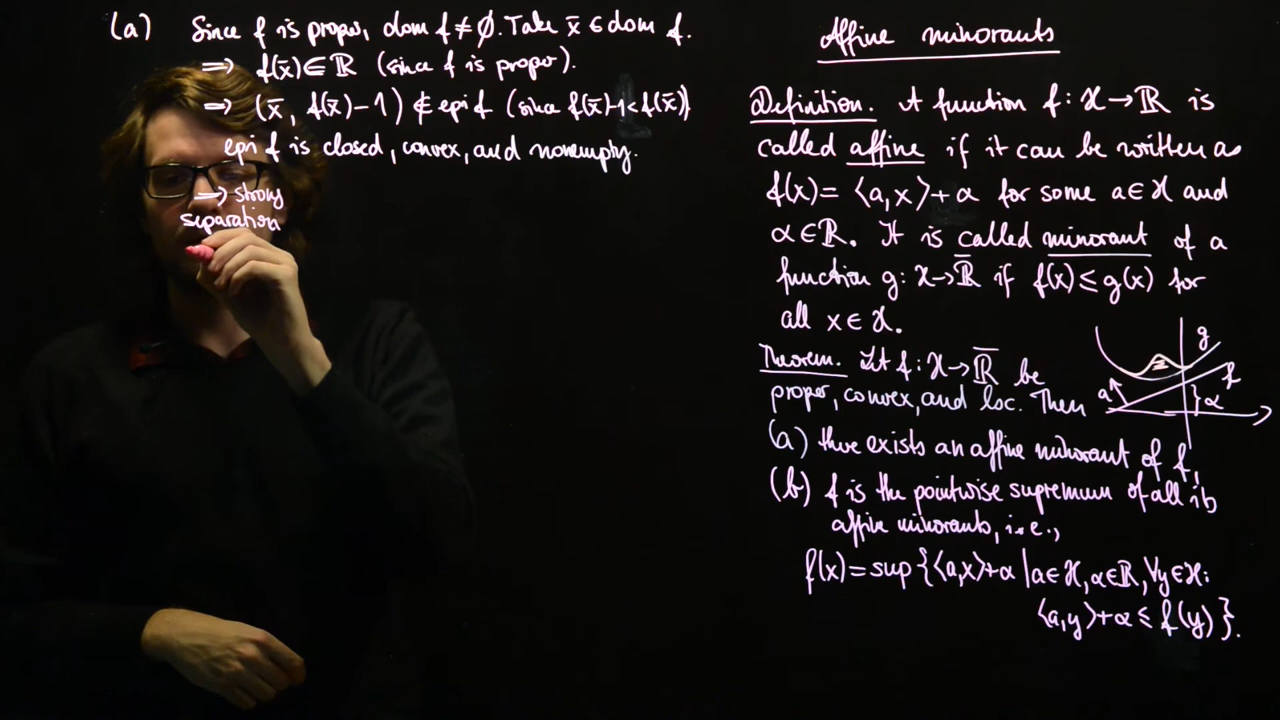 (a) Since f is proper, dom f ≠ ∅. Take x̄ ∈ dom f.
⇒ f(x̄) ∈ ℝ (since f is proper).
⇒ (x̄, f(x̄)-1) ∉ epi f (since f(x̄)-1 < f(x̄))
epi f is closed, convex, and nonempty.
⇒ strong
separation
Affine minorants
Definition. A function f: X → ℝ is
called affine if it can be written as
f(x) = ⟨a,x⟩ + α for some a ∈ X and
α ∈ ℝ. It is called minorant of a
function g: X → ℝ̄ if f(x) ≤ g(x) for
all x ∈ X.
Theorem. Let f: X → ℝ̄ be
proper, convex, and lsc. Then
g
f
a
α
(a) there exists an affine minorant of f,
(b) f is the pointwise supremum of all its
affine minorants, i.e.,
f(x) = sup {⟨a,x⟩ + α | a ∈ X, α ∈ ℝ, ∀y ∈ X:
⟨a,y⟩ + α ≤ f(y)}.